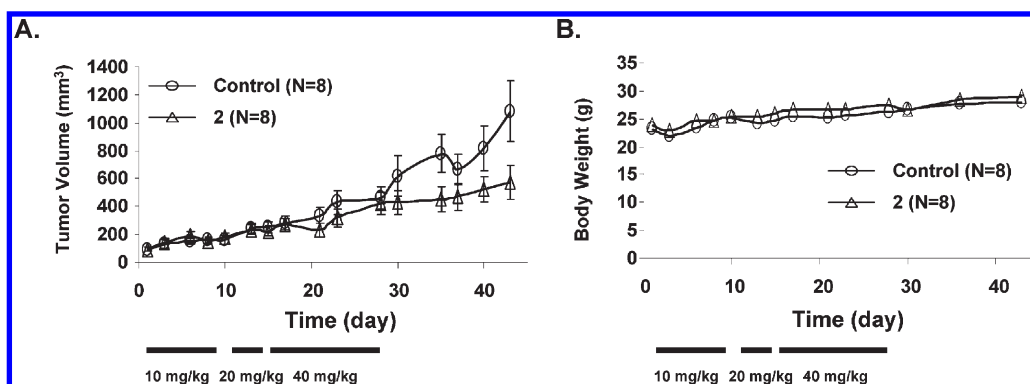 A.
Tumor Volume (mm³)
1400
1200
1000
800
600
400
200
0
Control (N=8)
2 (N=8)
0 10 20 30 40
Time (day)
10 mg/kg 20 mg/kg 40 mg/kg
B.
Body Weight (g)
35
30
25
20
15
10
5
0
Control (N=8)
2 (N=8)
0 10 20 30 40
Time (day)
10 mg/kg 20 mg/kg 40 mg/kg